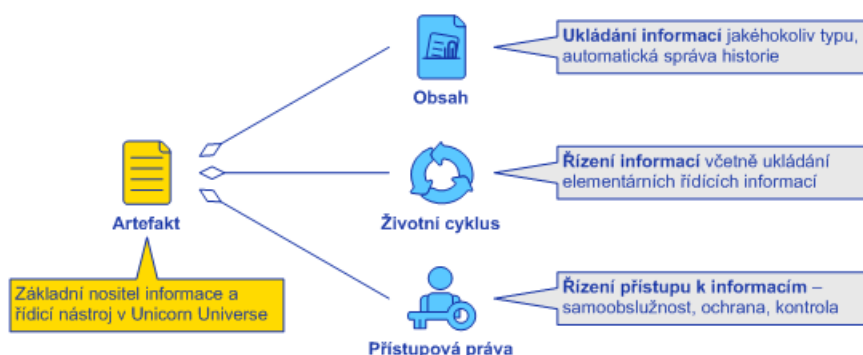 Ukládání informací jakéhokoliv typu,
automatická správa historie
Obsah
Řízení informací včetně ukládání
elementárních řídících informací
Artefakt
Životní cyklus
Základní nositel informace a
řídicí nástroj v Unicorn Universe
Řízení přístupu k informacím –
samoobslužnost, ochrana, kontrola
Přístupová práva